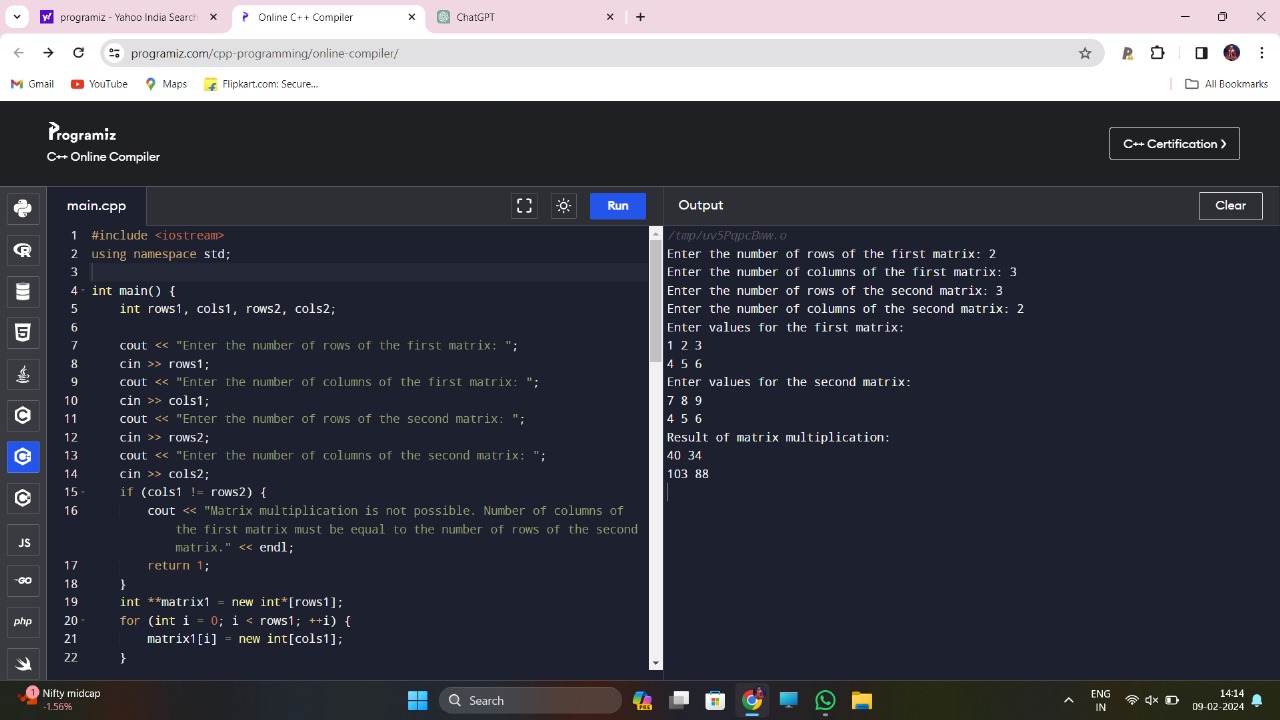 programiz - Yahoo India Search
Online C++ Compiler
ChatGPT
programiz.com/cpp-programming/online-compiler/
Gmail
YouTube
Maps
Flipkart.com: Secure...
All Bookmarks
Programiz
C++ Online Compiler
C++ Certification >
main.cpp
Run
Output
Clear
1 #include <iostream>
2 using namespace std;
3
4 int main() {
5 int rows1, cols1, rows2, cols2;
6
7 cout << "Enter the number of rows of the first matrix: ";
8 cin >> rows1;
9 cout << "Enter the number of columns of the first matrix: ";
10 cin >> cols1;
11 cout << "Enter the number of rows of the second matrix: ";
12 cin >> rows2;
13 cout << "Enter the number of columns of the second matrix: ";
14 cin >> cols2;
15 if (cols1 != rows2) {
16 cout << "Matrix multiplication is not possible. Number of columns of
the first matrix must be equal to the number of rows of the second
matrix." << endl;
17 return 1;
18 }
19 int **matrix1 = new int*[rows1];
20 for (int i = 0; i < rows1; ++i) {
21 matrix1[i] = new int[cols1];
22 }
/tmp/uv5PqpcBww.o
Enter the number of rows of the first matrix: 2
Enter the number of columns of the first matrix: 3
Enter the number of rows of the second matrix: 3
Enter the number of columns of the second matrix: 2
Enter values for the first matrix:
1 2 3
4 5 6
Enter values for the second matrix:
7 8 9
4 5 6
Result of matrix multiplication:
40 34
103 88
JS
GO
php
1
Nifty midcap
-1.56%
Search
PRE
ENG
IN
14:14
09-02-2024